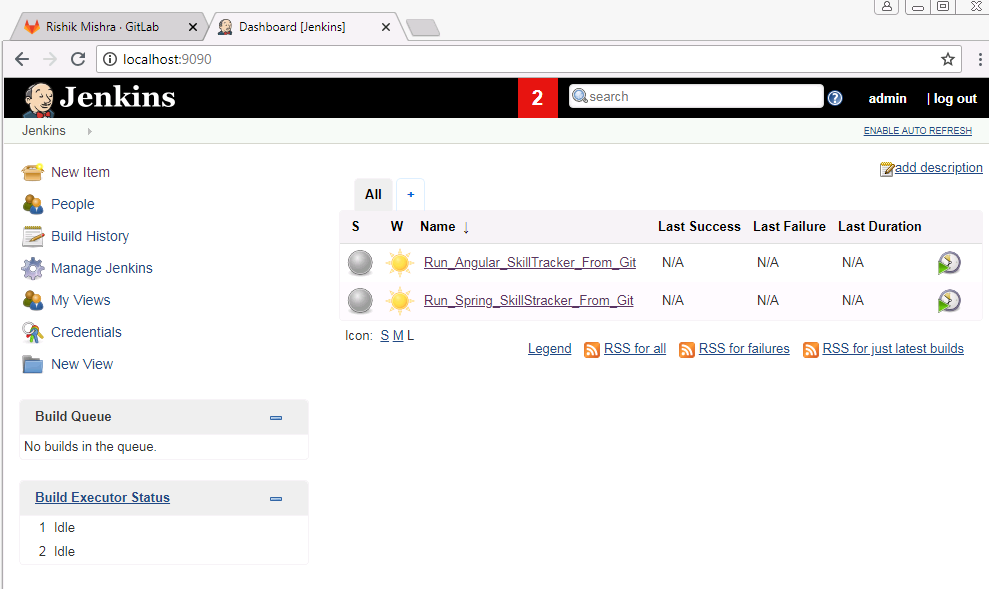 Rishik Mishra · GitLab
Dashboard [Jenkins]
localhost:9090
Jenkins
2
search
admin
| log out
Jenkins
ENABLE AUTO REFRESH
New Item
People
Build History
Manage Jenkins
My Views
Credentials
New View
Build Queue
No builds in the queue.
Build Executor Status
1 Idle
2 Idle
add description
All +
S W Name ↓ Last Success Last Failure Last Duration
Run_Angular_SkillTracker_From_Git N/A N/A N/A
Run_Spring_SkillStracker_From_Git N/A N/A N/A
Icon: S M L
Legend RSS for all RSS for failures RSS for just latest builds